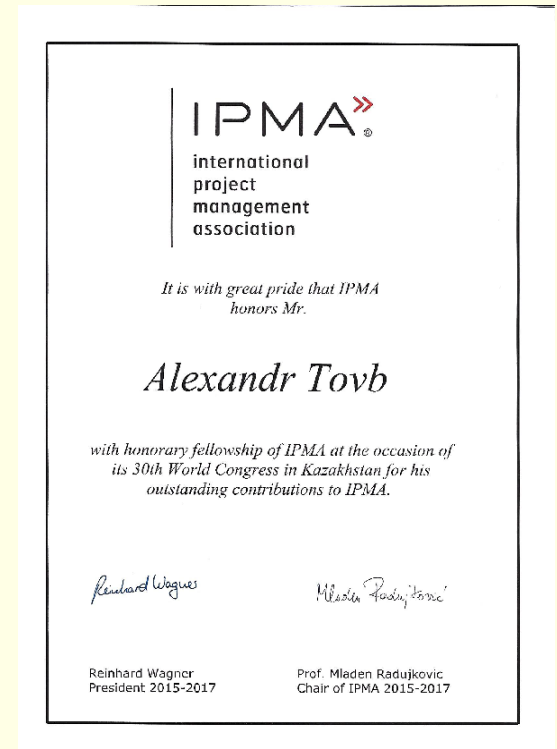 IPMA»®
international
project
management
association
It is with great pride that IPMA
honors Mr.
Alexandr Tovb
with honorary fellowship of IPMA at the occasion of
its 30th World Congress in Kazakhstan for his
outstanding contributions to IPMA.
Reinhard Wagner
Mladen Radujković
Reinhard Wagner
President 2015-2017
Prof. Mladen Radujkovic
Chair of IPMA 2015-2017